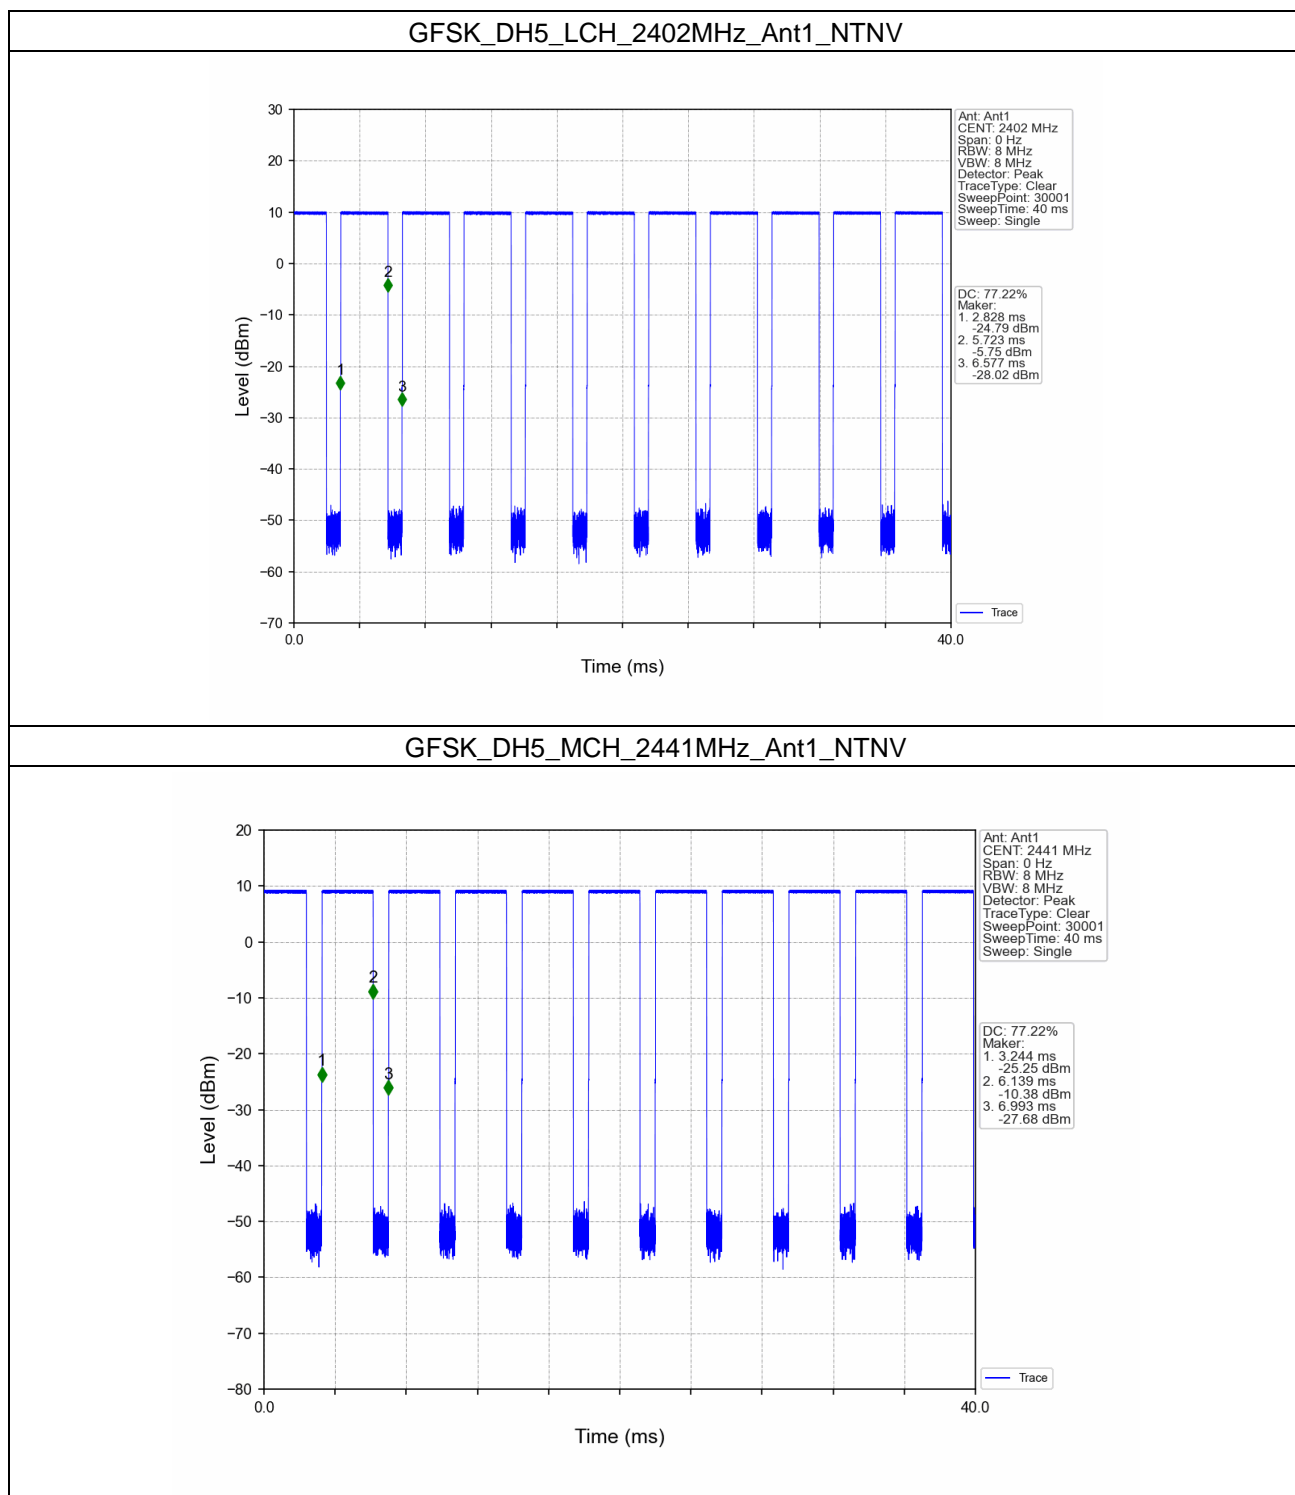 GFSK_DH5_LCH_2402MHz_Ant1_NTNV
30
20
10
0
−10
−20
−30
−40
−50
−60
−70
Level (dBm)
0.0
40.0
Time (ms)
1
2
3
Ant: Ant1
CENT: 2402 MHz
Span: 0 Hz
RBW: 8 MHz
VBW: 8 MHz
Detector: Peak
TraceType: Clear
SweepPoint: 30001
SweepTime: 40 ms
Sweep: Single
DC: 77.22%
Maker:
1. 2.828 ms
-24.79 dBm
2. 5.723 ms
-5.75 dBm
3. 6.577 ms
-28.02 dBm
Trace
GFSK_DH5_MCH_2441MHz_Ant1_NTNV
20
10
0
−10
−20
−30
−40
−50
−60
−70
−80
Level (dBm)
0.0
40.0
Time (ms)
1
2
3
Ant: Ant1
CENT: 2441 MHz
Span: 0 Hz
RBW: 8 MHz
VBW: 8 MHz
Detector: Peak
TraceType: Clear
SweepPoint: 30001
SweepTime: 40 ms
Sweep: Single
DC: 77.22%
Maker:
1. 3.244 ms
-25.25 dBm
2. 6.139 ms
-10.38 dBm
3. 6.993 ms
-27.68 dBm
Trace